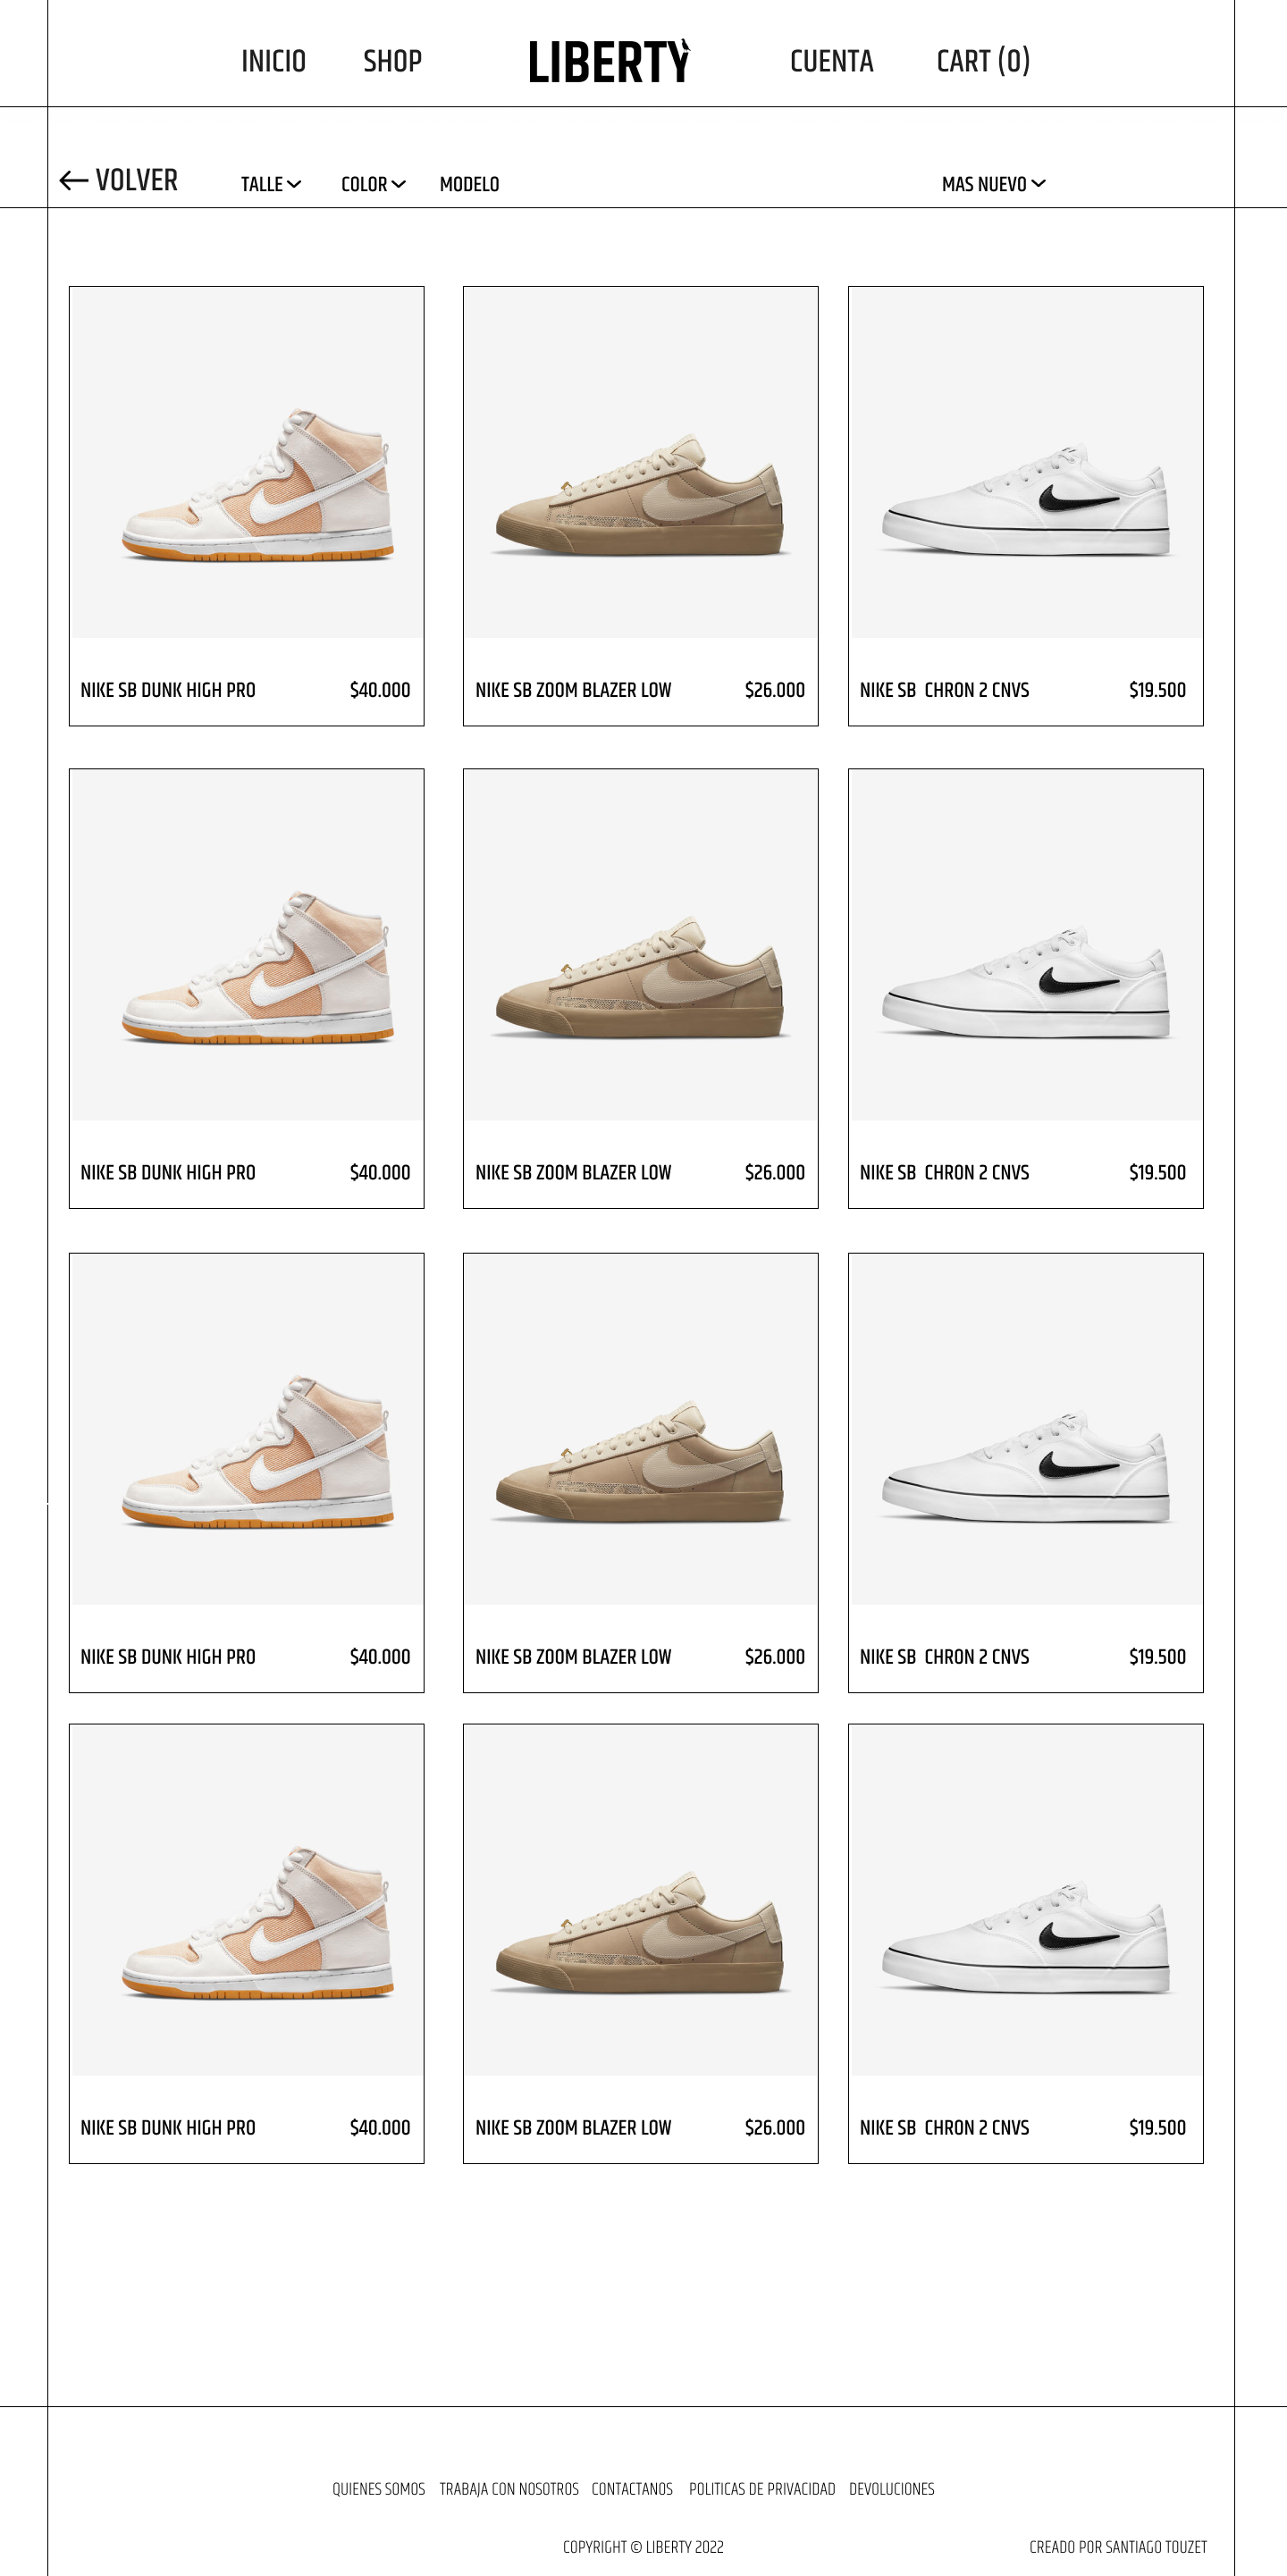 INICIO SHOP LIBERTY CUENTA CART (0)
VOLVER TALLE COLOR MODELO MAS NUEVO
NIKE SB DUNK HIGH PRO $40.000 NIKE SB ZOOM BLAZER LOW $26.000 NIKE SB CHRON 2 CNVS $19.500
NIKE SB DUNK HIGH PRO $40.000 NIKE SB ZOOM BLAZER LOW $26.000 NIKE SB CHRON 2 CNVS $19.500
NIKE SB DUNK HIGH PRO $40.000 NIKE SB ZOOM BLAZER LOW $26.000 NIKE SB CHRON 2 CNVS $19.500
NIKE SB DUNK HIGH PRO $40.000 NIKE SB ZOOM BLAZER LOW $26.000 NIKE SB CHRON 2 CNVS $19.500
QUIENES SOMOS TRABAJA CON NOSOTROS CONTACTANOS POLITICAS DE PRIVACIDAD DEVOLUCIONES
COPYRIGHT © LIBERTY 2022 CREADO POR SANTIAGO TOUZET